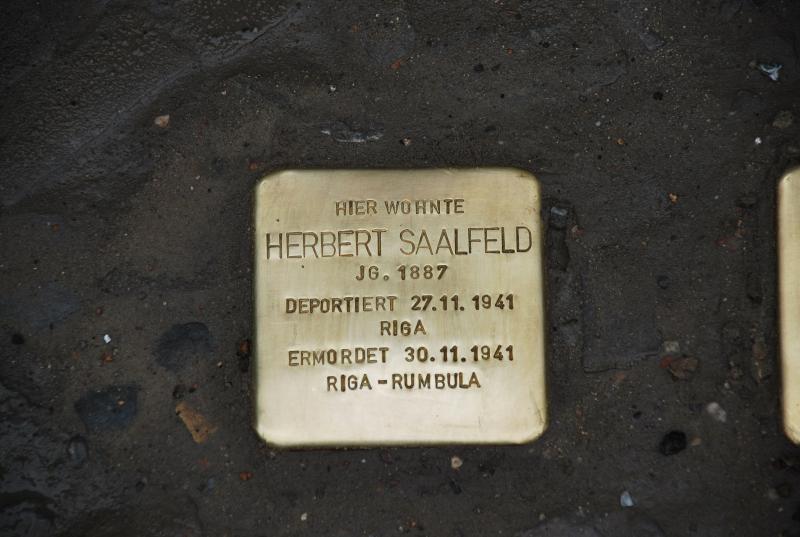 HIER WOHNTE
HERBERT SAALFELD
JG. 1887
DEPORTIERT 27.11.1941
RIGA
ERMORDET 30.11.1941
RIGA-RUMBULA